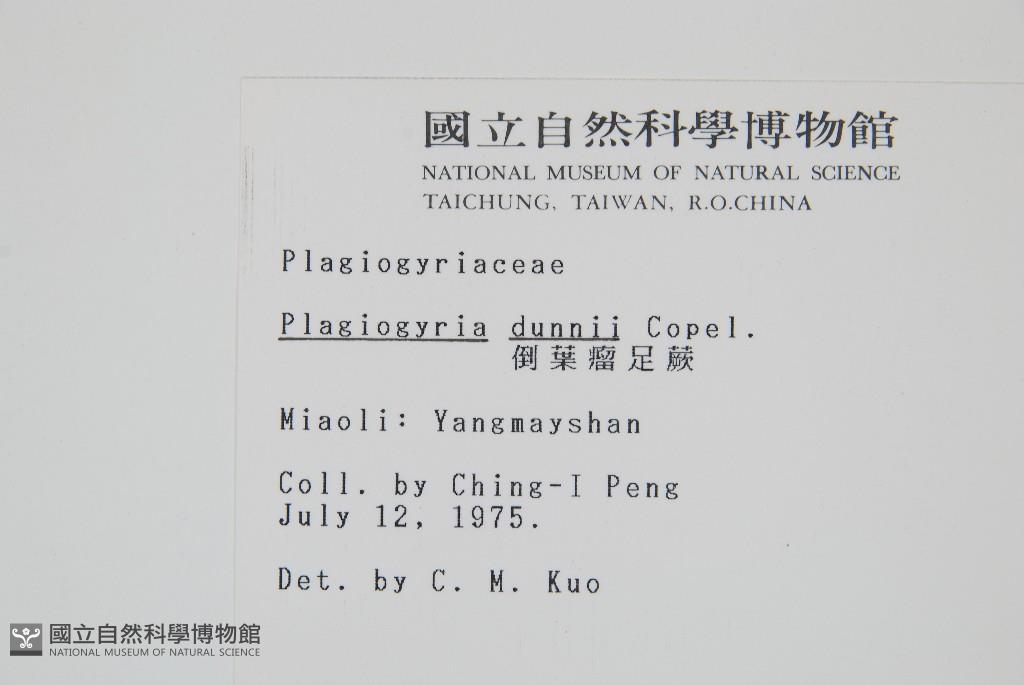 國立自然科學博物館
NATIONAL MUSEUM OF NATURAL SCIENCE
TAICHUNG, TAIWAN, R.O.CHINA
Plagiogyriaceae
Plagiogyria dunnii Copel.
倒葉瘤足蕨
Miaoli: Yangmayshan
Coll. by Ching-I Peng
July 12, 1975.
Det. by C. M. Kuo
國立自然科學博物館
NATIONAL MUSEUM OF NATURAL SCIENCE